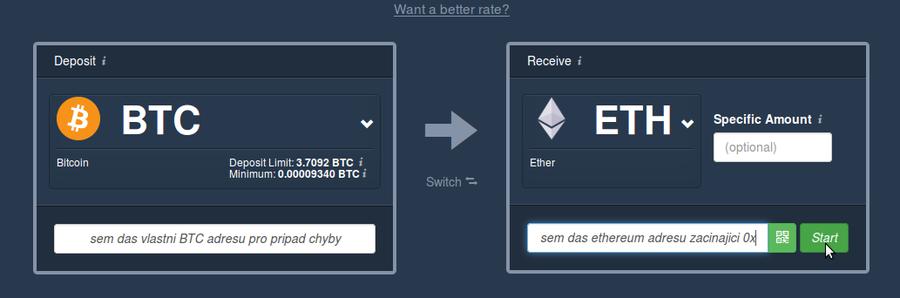 Want a better rate?
Deposit i
BTC
Bitcoin
Deposit Limit: 3.7092 BTC i
Minimum: 0.00009340 BTC i
sem das vlastni BTC adresu pro pripad chyby
Switch
Receive i
ETH
Ether
Specific Amount i
(optional)
sem das ethereum adresu zacinajici 0x
Start